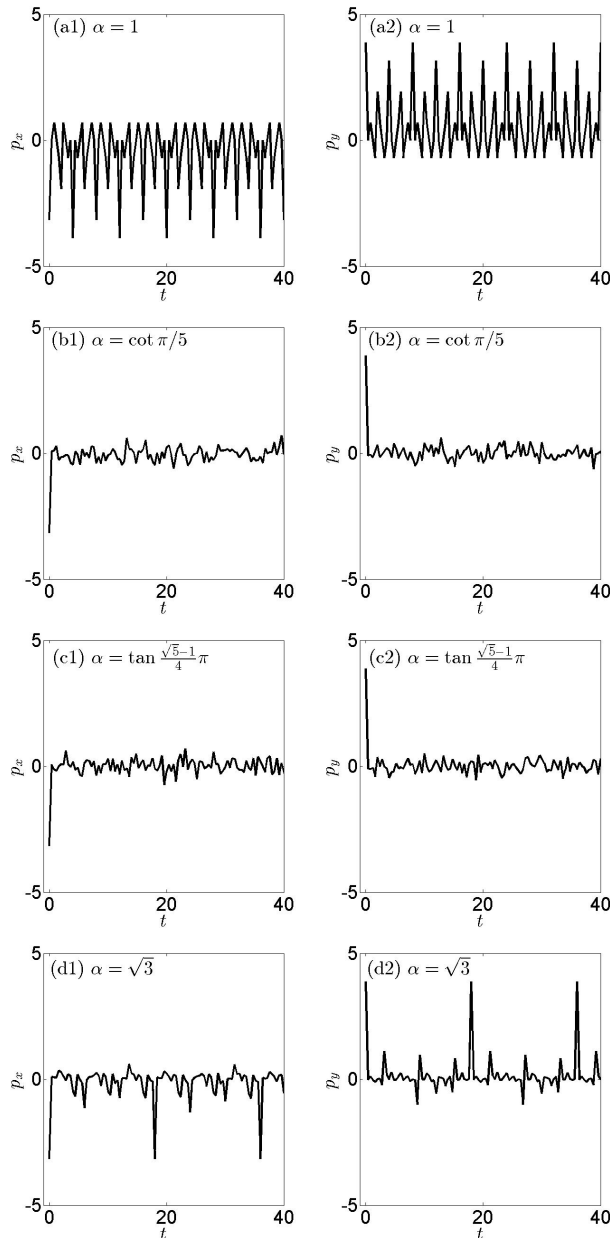 (a1) α = 1
(a2) α = 1
0
0
p_x
p_y
-5
-5
0 20 40
0 20 40
t
t
5
5
(b1) α = cot π/5
(b2) α = cot π/5
0
0
p_x
p_y
-5
-5
0 20 40
0 20 40
t
t
5
5
(c1) α = tan \frac{√5−1}{4}π
(c2) α = tan \frac{√5−1}{4}π
0
0
p_x
p_y
-5
-5
0 20 40
0 20 40
t
t
5
5
(d1) α = √3
(d2) α = √3
0
0
p_x
p_y
-5
-5
0 20 40
0 20 40
t
t